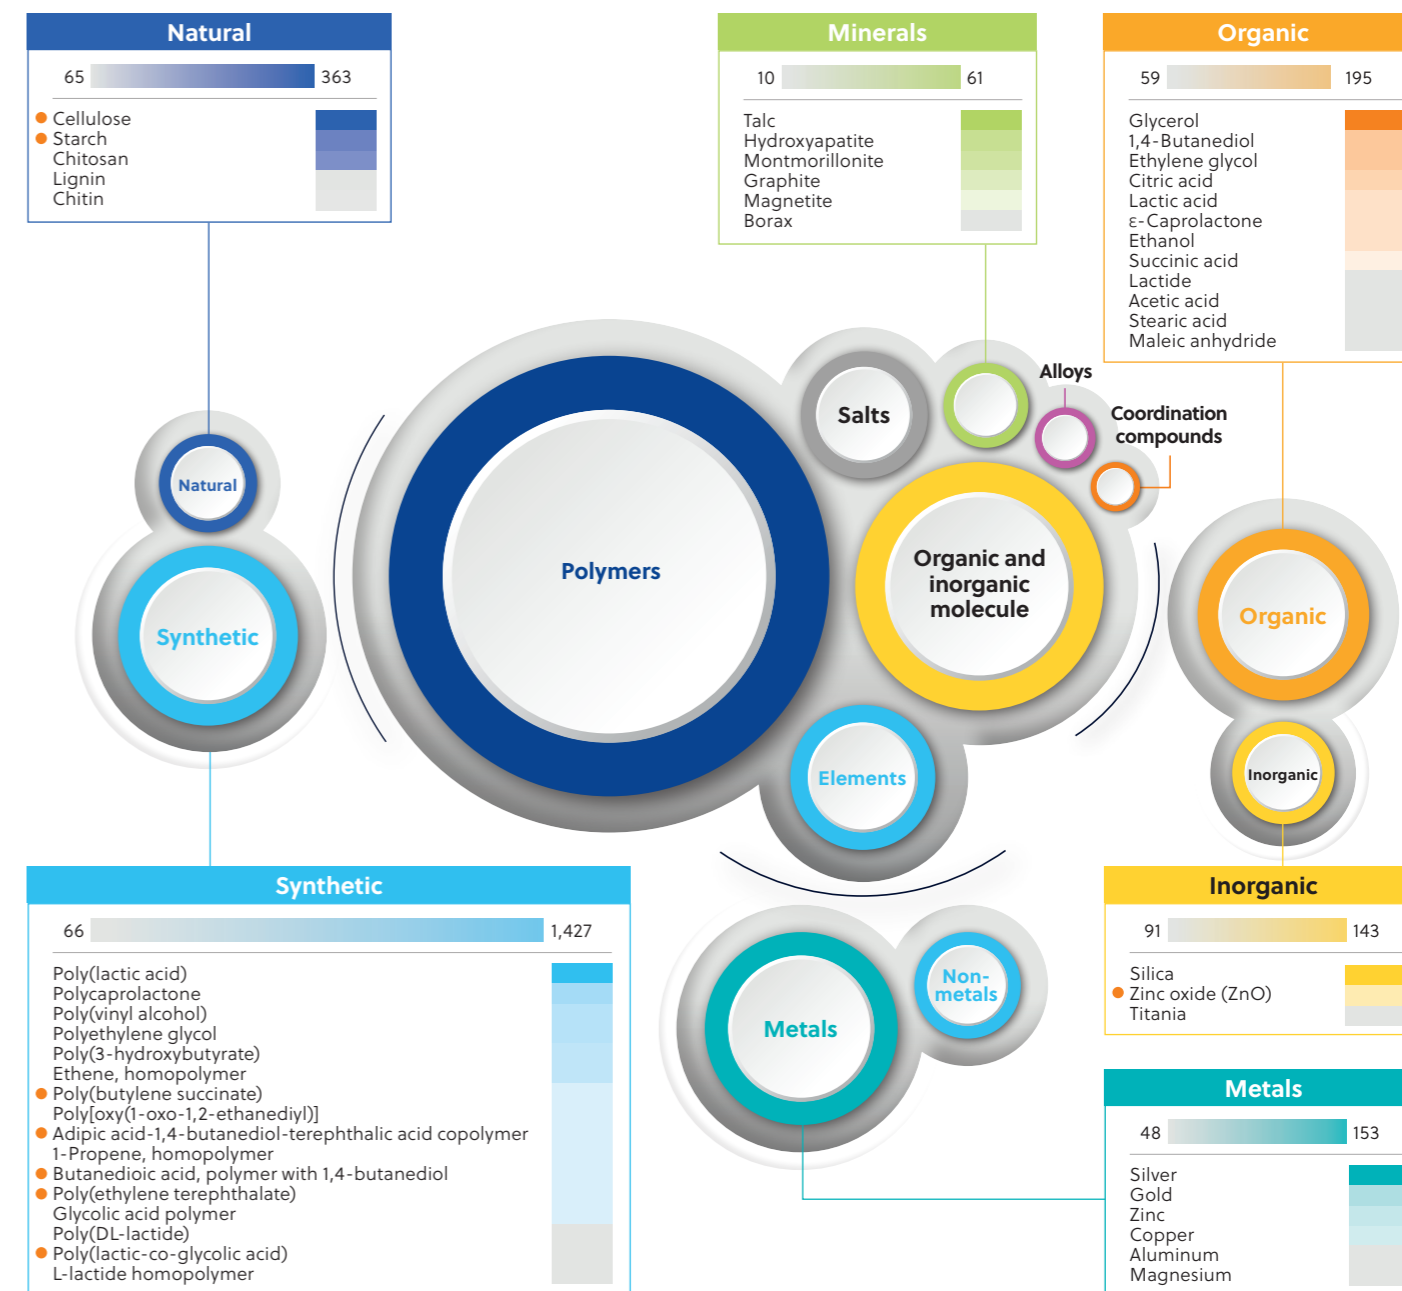 Natural
65 363
Cellulose
Starch
Chitosan
Lignin
Chitin
Minerals
10 61
Talc
Hydroxyapatite
Montmorillonite
Graphite
Magnetite
Borax
Organic
59 195
Glycerol
1,4-Butanediol
Ethylene glycol
Citric acid
Lactic acid
ε-Caprolactone
Ethanol
Succinic acid
Lactide
Acetic acid
Stearic acid
Maleic anhydride
Natural
Synthetic
Polymers
Salts
Alloys
Coordination
compounds
Organic and
inorganic
molecule
Elements
Organic
Inorganic
Metals
Non-
metals
Synthetic
66 1,427
Poly(lactic acid)
Polycaprolactone
Poly(vinyl alcohol)
Polyethylene glycol
Poly(3-hydroxybutyrate)
Ethene, homopolymer
Poly(butylene succinate)
Poly[oxy(1-oxo-1,2-ethanediyl)]
Adipic acid-1,4-butanediol-terephthalic acid copolymer
1-Propene, homopolymer
Butanedioic acid, polymer with 1,4-butanediol
Poly(ethylene terephthalate)
Glycolic acid polymer
Poly(DL-lactide)
Poly(lactic-co-glycolic acid)
L-lactide homopolymer
Inorganic
91 143
Silica
Zinc oxide (ZnO)
Titania
Metals
48 153
Silver
Gold
Zinc
Copper
Aluminum
Magnesium